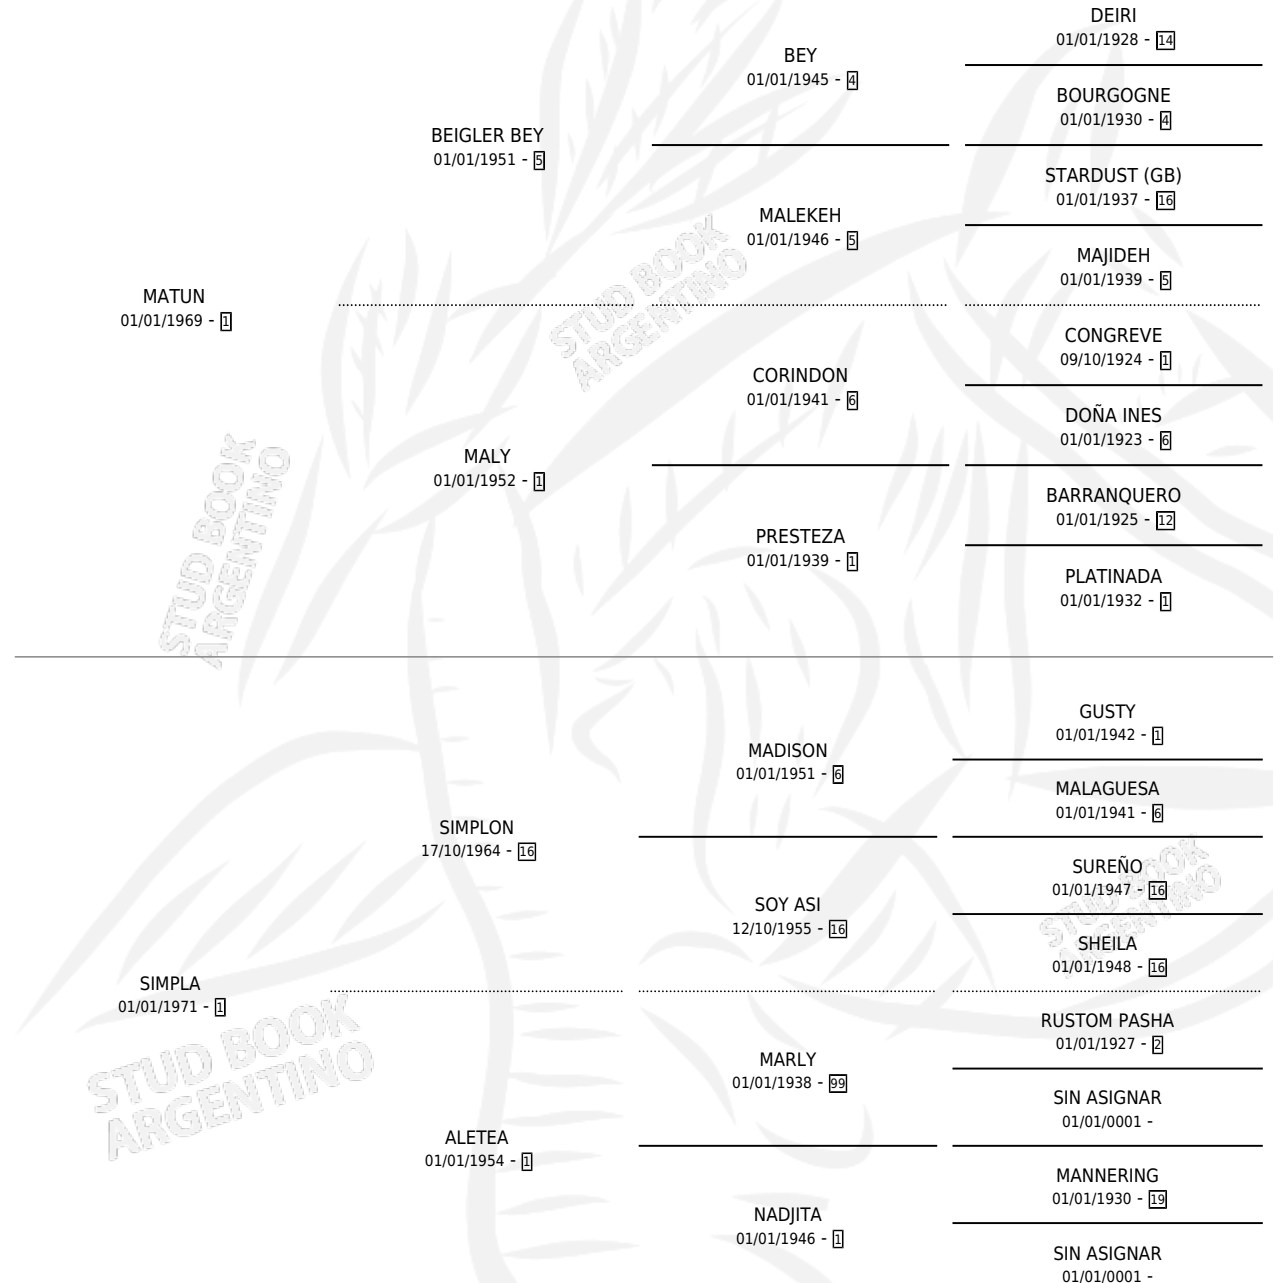 DEIRI
01/01/1928 - 14
BEY
01/01/1945 - 4
BOURGOGNE
01/01/1930 - 4
BEIGLER BEY
01/01/1951 - 5
STARDUST (GB)
01/01/1937 - 16
MALEKEH
01/01/1946 - 5
MAJIDEH
01/01/1939 - 5
MATUN
01/01/1969 - 1
CONGREVE
09/10/1924 - 1
CORINDON
01/01/1941 - 6
DOÑA INES
01/01/1923 - 6
MALY
01/01/1952 - 1
BARRANQUERO
01/01/1925 - 12
PRESTEZA
01/01/1939 - 1
PLATINADA
01/01/1932 - 1
GUSTY
01/01/1942 - 1
MADISON
01/01/1951 - 6
MALAGUESA
01/01/1941 - 6
SIMPLON
17/10/1964 - 16
SUREÑO
01/01/1947 - 16
SOY ASI
12/10/1955 - 16
SHEILA
01/01/1948 - 16
SIMPLA
01/01/1971 - 1
RUSTOM PASHA
01/01/1927 - 2
MARLY
01/01/1938 - 99
SIN ASIGNAR
01/01/0001 -
ALETEA
01/01/1954 - 1
MANNERING
01/01/1930 - 19
NADJITA
01/01/1946 - 1
SIN ASIGNAR
01/01/0001 -
STUD BOOK
ARGENTINO
STUD BOOK
ARGENTINO
STUD BOOK
ARGENTINO
STUD BOOK
ARGENTINO